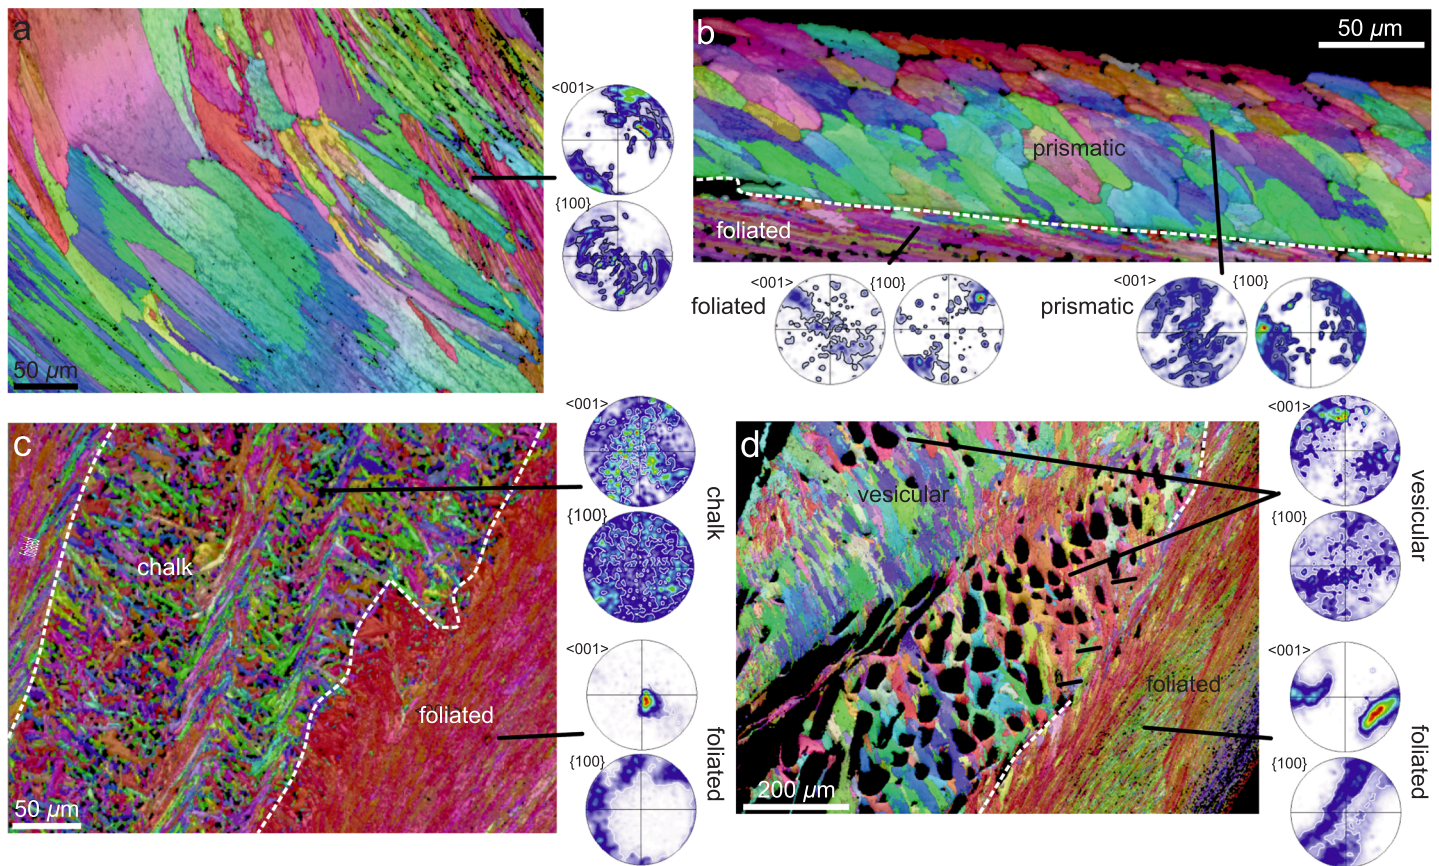 a
<001>
{100}
50 µm
b
50 µm
prismatic
foliated
foliated
<001>
{100}
prismatic
<001>
{100}
c
chalk
foliated
50 µm
<001>
{100}
chalk
<001>
{100}
foliated
d
vesicular
foliated
200 µm
<001>
{100}
vesicular
<001>
{100}
foliated